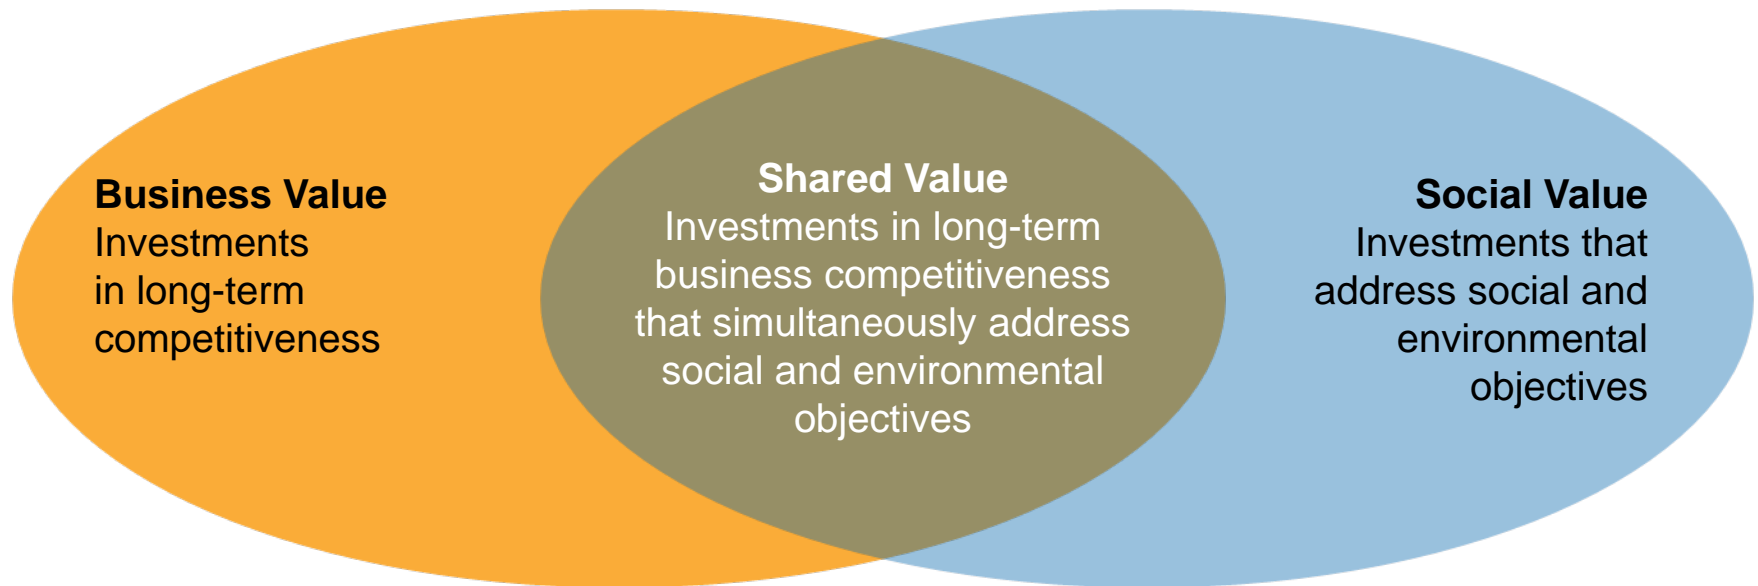 Business Value
Investments
in long-term
competitiveness
Shared Value
Investments in long-term
business competitiveness
that simultaneously address
social and environmental
objectives
Social Value
Investments that
address social and
environmental
objectives